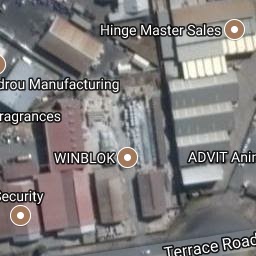 Hinge Master Sales
drou Manufacturing
ragrances
WINBLOK
ADVIT Anim
Security
Terrace Road